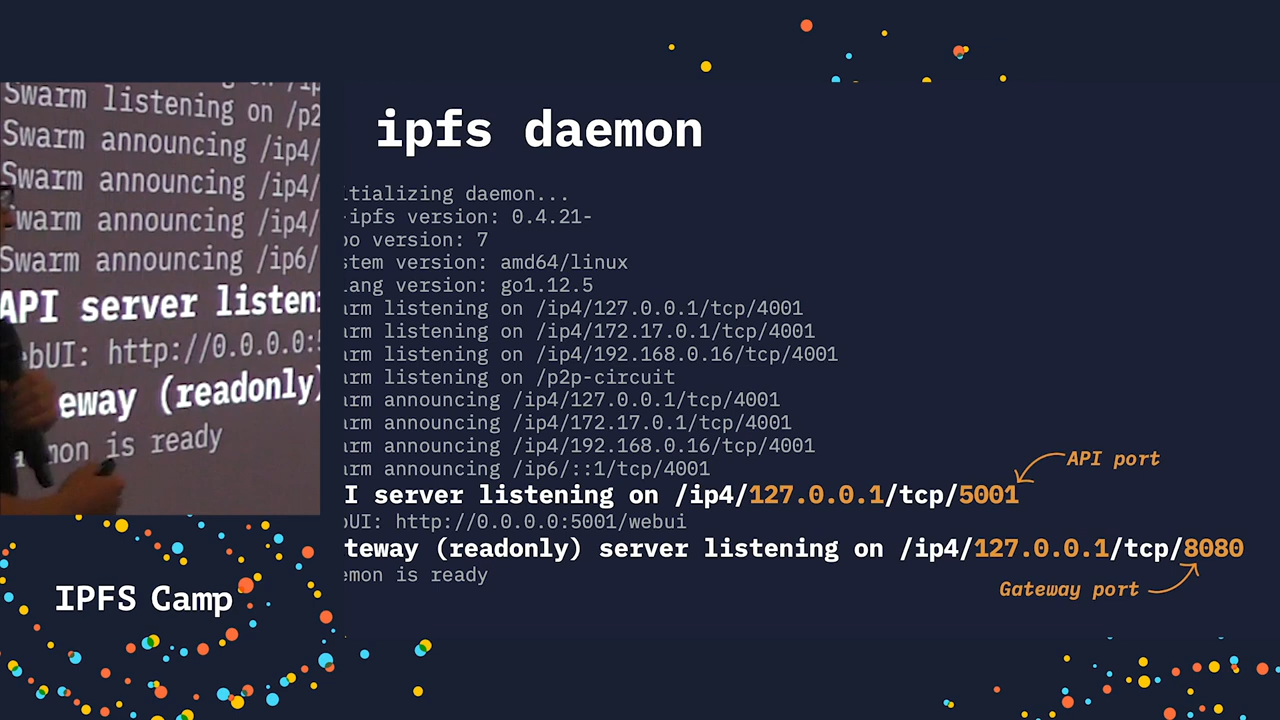 ipfs daemon
itializing daemon...
-ipfs version: 0.4.21-
po version: 7
stem version: amd64/linux
lang version: go1.12.5
arm listening on /ip4/127.0.0.1/tcp/4001
arm listening on /ip4/172.17.0.1/tcp/4001
arm listening on /ip4/192.168.0.16/tcp/4001
arm listening on /p2p-circuit
arm announcing /ip4/127.0.0.1/tcp/4001
arm announcing /ip4/172.17.0.1/tcp/4001
arm announcing /ip4/192.168.0.16/tcp/4001
arm announcing /ip6/::1/tcp/4001
API port
I server listening on /ip4/127.0.0.1/tcp/5001
bUI: http://0.0.0.0:5001/webui
teway (readonly) server listening on /ip4/127.0.0.1/tcp/8080
emon is ready
Gateway port
Swarm listening on /p2
Swarm announcing /ip4/
Swarm announcing /ip4/
warm announcing /ip4/
Swarm announcing /ip6/
API server listen
ebUI: http://0.0.0.0:
eway (readonly)
mon is ready
IPFS Camp